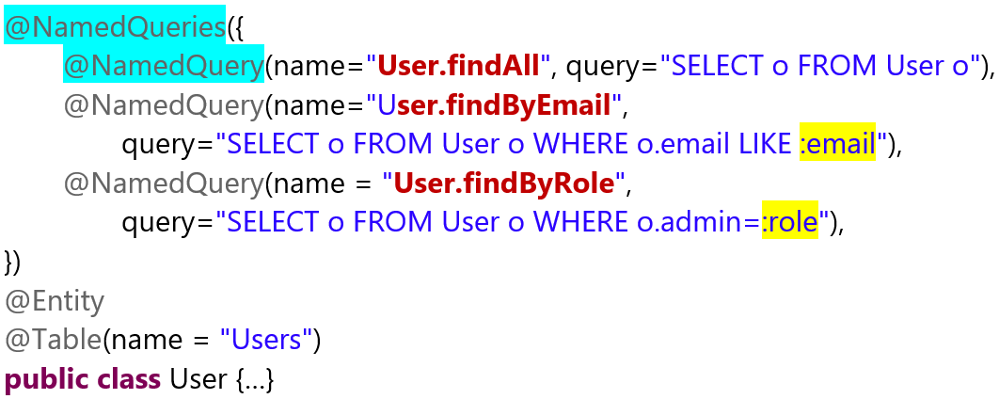 @NamedQueries({
@NamedQuery(name="User.findAll", query="SELECT o FROM User o"),
@NamedQuery(name="User.findByEmail",
query="SELECT o FROM User o WHERE o.email LIKE :email"),
@NamedQuery(name = "User.findByRole",
query="SELECT o FROM User o WHERE o.admin=:role"),
})
@Entity
@Table(name = "Users")
public class User {…}